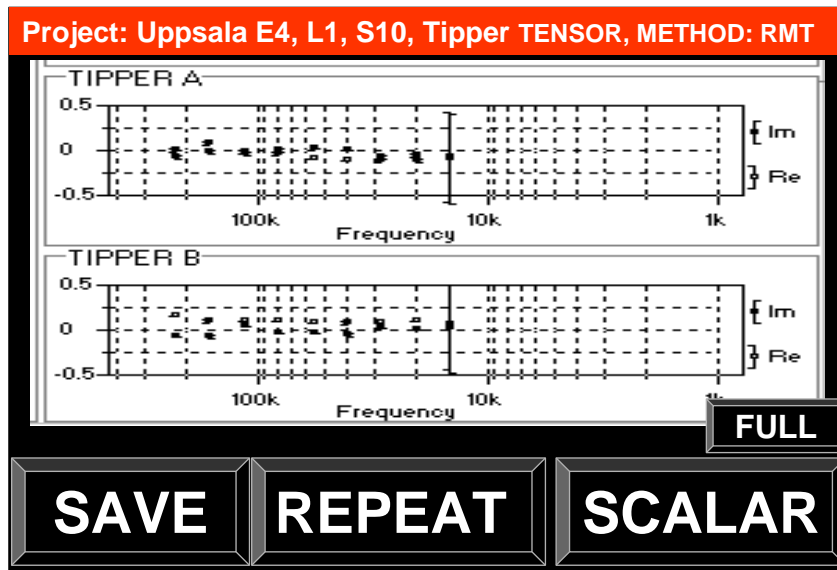 Project: Uppsala E4, L1, S10, Tipper TENSOR, METHOD: RMT
TIPPER A
0.5
0
-0.5
Im
Re
100k 10k 1k
Frequency
TIPPER B
0.5
0
-0.5
Im
Re
100k 10k
Frequency
FULL
SAVE REPEAT SCALAR